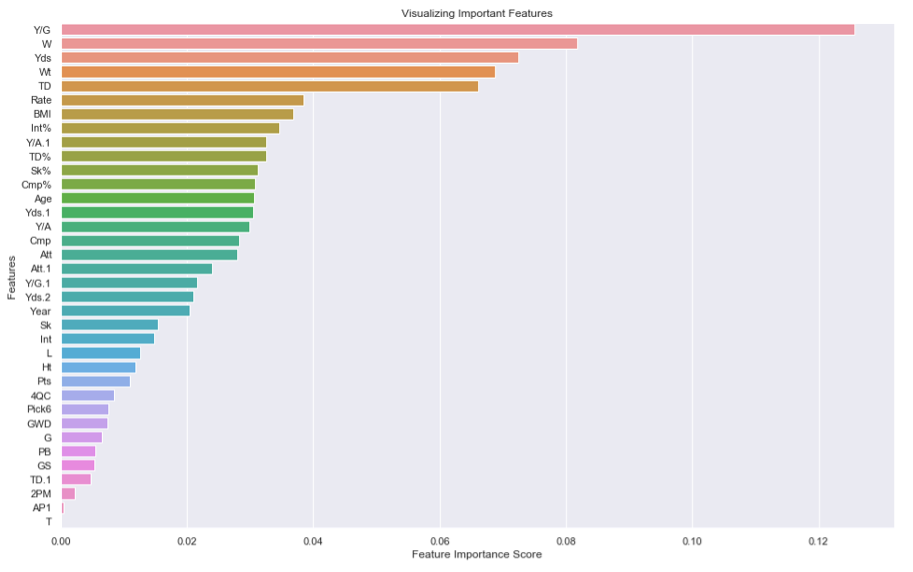 Visualizing Important Features
Y/G
W
Yds
Wt
TD
Rate
BMI
Int%
Y/A.1
TD%
Sk%
Cmp%
Age
Yds.1
Y/A
Cmp
Att
Att.1
Y/G.1
Yds.2
Year
Sk
Int
L
Ht
Pts
4QC
Pick6
GWD
G
PB
GS
TD.1
2PM
AP1
T
Features
0.00 0.02 0.04 0.06 0.08 0.10 0.12
Feature Importance Score